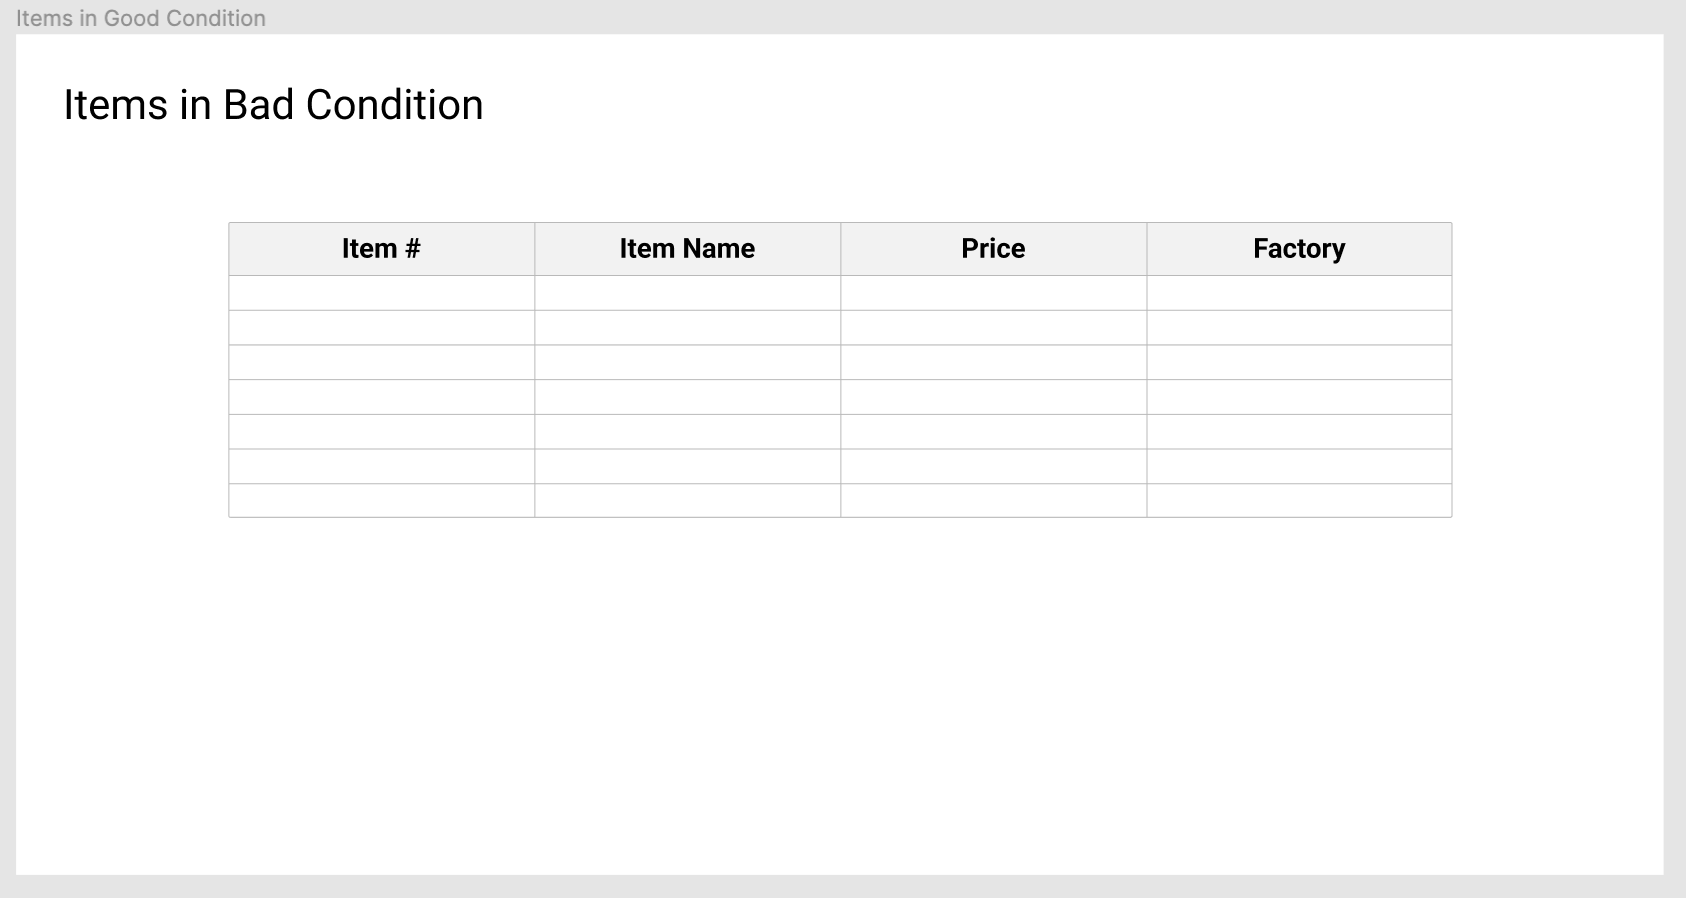 Items in Good Condition
Items in Bad Condition
Item # Item Name Price Factory